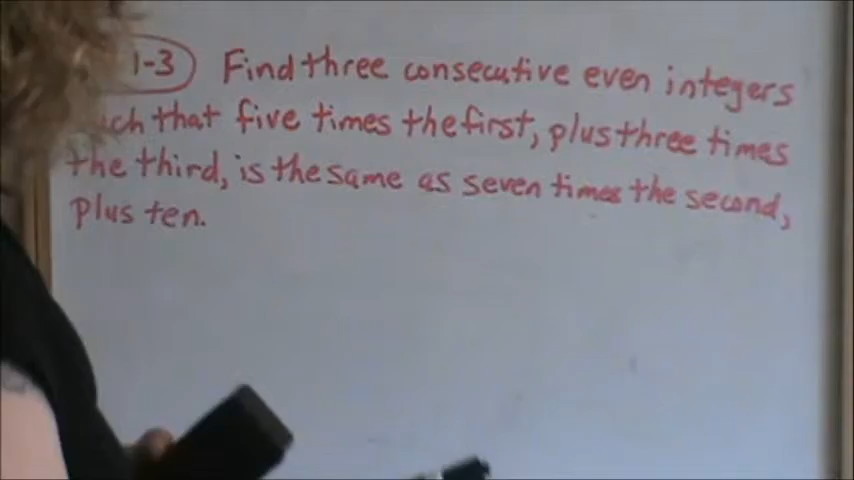 1-3 Find three consecutive even integers
that five times the first, plus three times
the third, is the same as seven times the second,
plus ten.